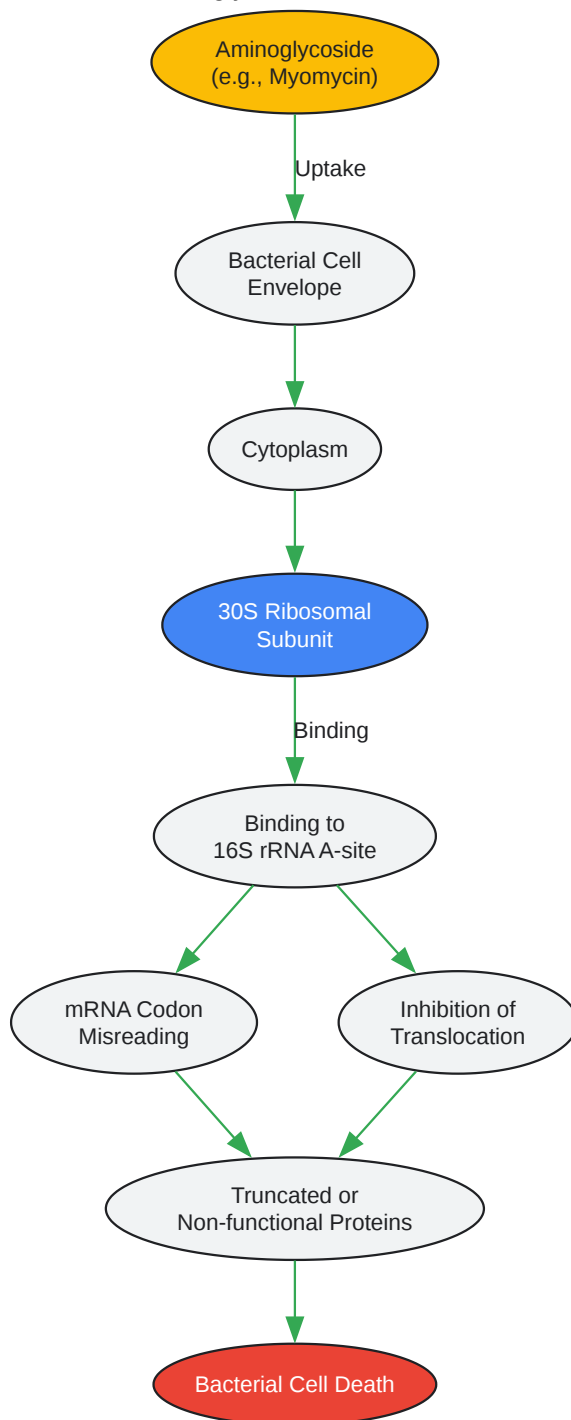 Aminoglycoside
(e.g., Myomycin)
Uptake
Bacterial Cell
Envelope
Cytoplasm
30S Ribosomal
Subunit
Binding
Binding to
16S rRNA A-site
mRNA Codon
Misreading
Inhibition of
Translocation
Truncated or
Non-functional Proteins
Bacterial Cell Death